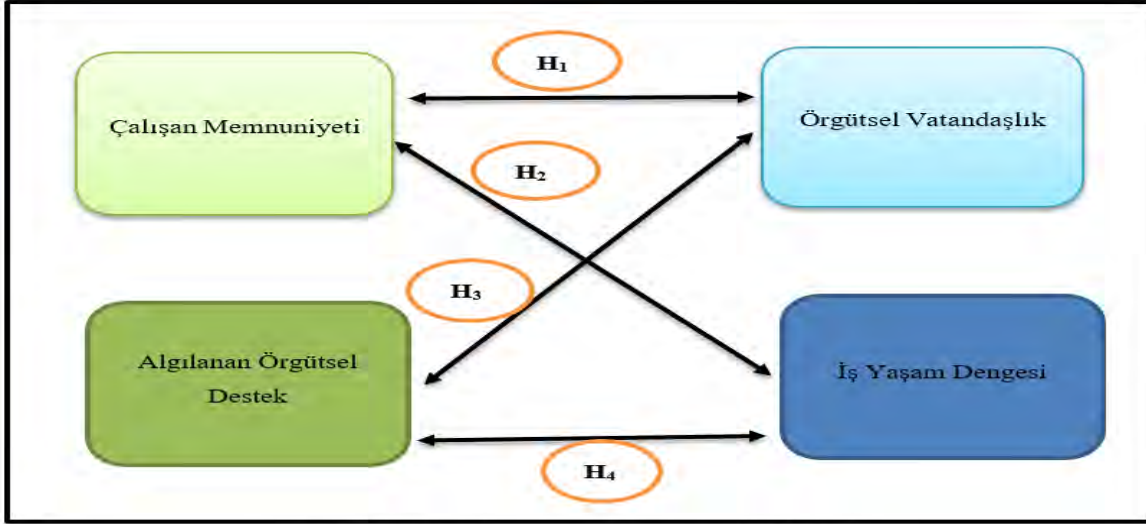 H₁
Çalışan Memnuniyeti
Örgütsel Vatandaşlık
H₂
H₃
Algılanan Örgütsel
Destek
İş Yaşam Dengesi
H₄